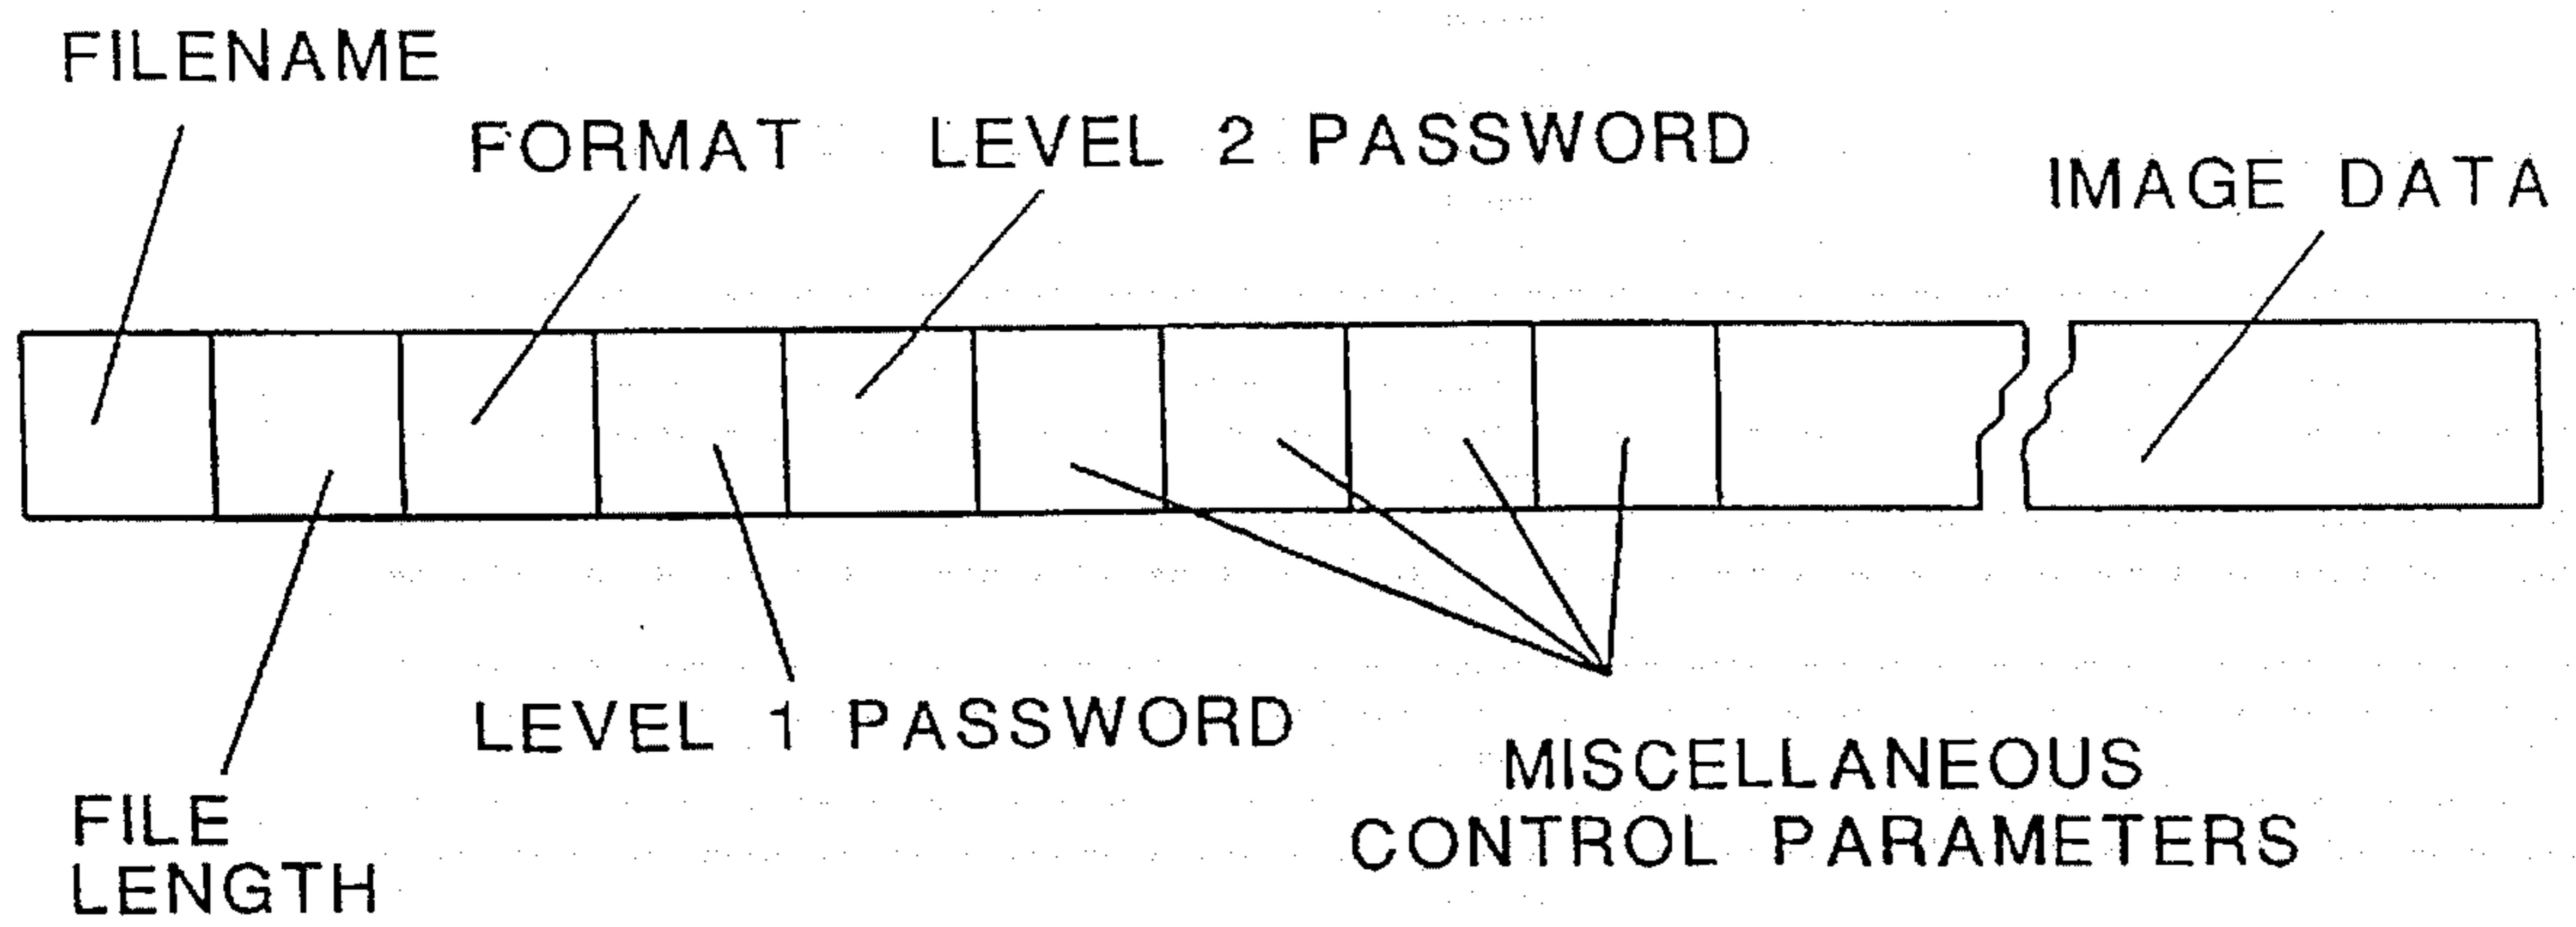 FILENAME
FORMAT
LEVEL 2 PASSWORD
IMAGE DATA
LEVEL 1 PASSWORD
FILE
LENGTH
MISCELLANEOUS
CONTROL PARAMETERS